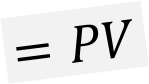 = PV